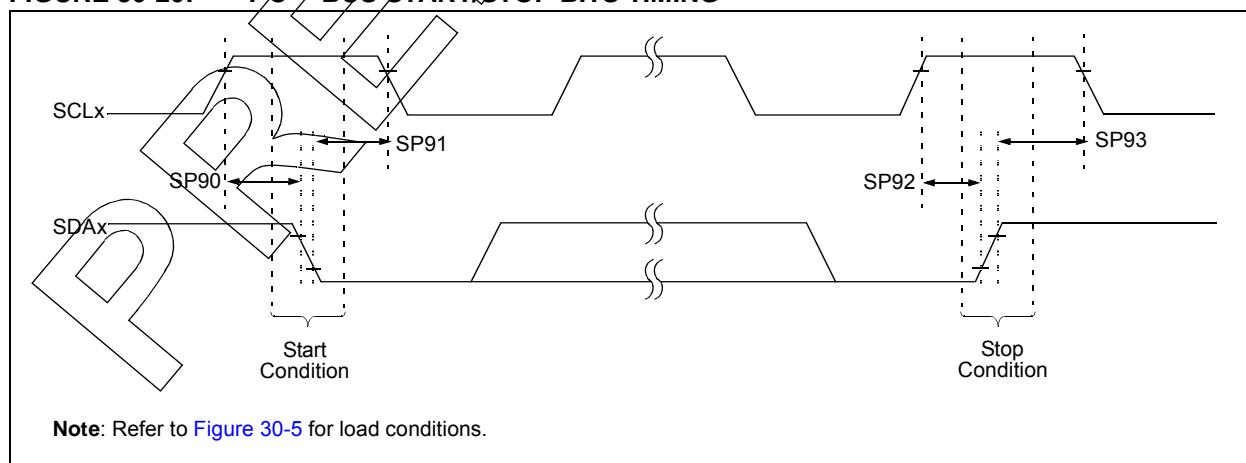 SCLx
SP91
SP93
SP90
SP92
SDAx
Start
Condition
Stop
Condition
Note: Refer to Figure 30-5 for load conditions.